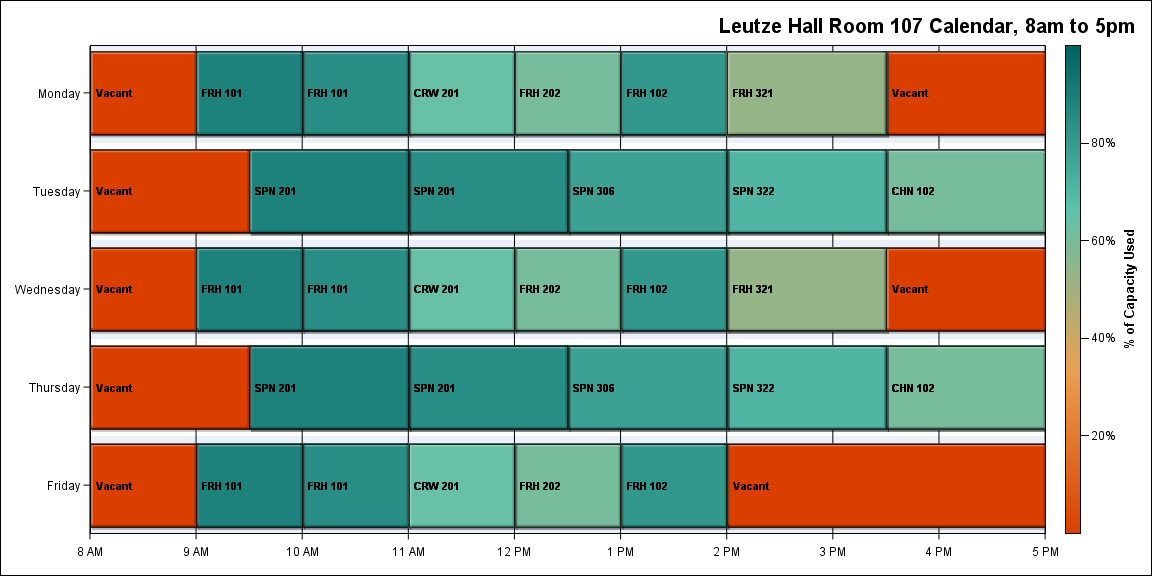 Leutze Hall Room 107 Calendar, 8am to 5pm
Monday
Vacant
FRH 101
FRH 101
CRW 201
FRH 202
FRH 102
FRH 321
Vacant
Tuesday
Vacant
SPN 201
SPN 201
SPN 306
SPN 322
CHN 102
Wednesday
Vacant
FRH 101
FRH 101
CRW 201
FRH 202
FRH 102
FRH 321
Vacant
Thursday
Vacant
SPN 201
SPN 201
SPN 306
SPN 322
CHN 102
Friday
Vacant
FRH 101
FRH 101
CRW 201
FRH 202
FRH 102
Vacant
8 AM
9 AM
10 AM
11 AM
12 PM
1 PM
2 PM
3 PM
4 PM
5 PM
80%
60%
40%
20%
% of Capacity Used